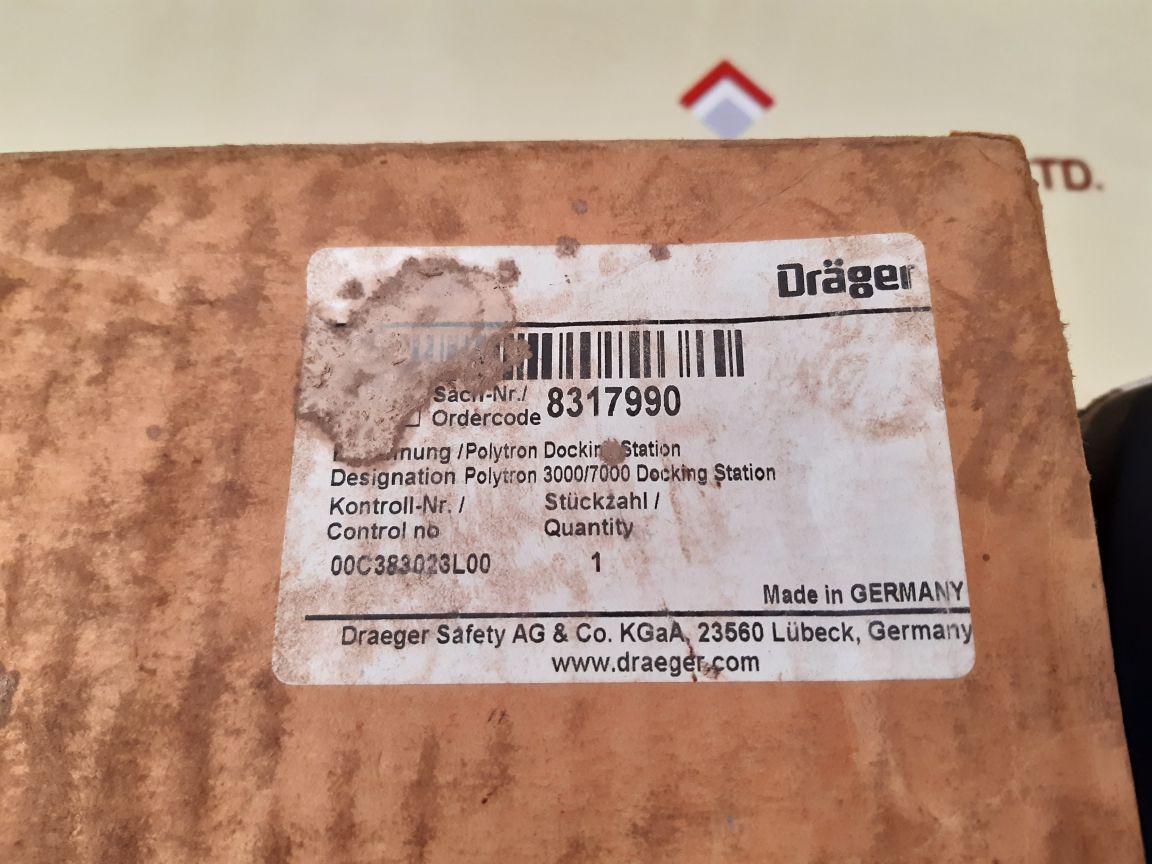 TD.
Dräger
Sach-Nr./
Ordercode 8317990
/Polytron Docking Station
Designation Polytron 3000/7000 Docking Station
Kontroll-Nr. / Stückzahl /
Control no Quantity
00C383023L00 1
Made in GERMANY
Draeger Safety AG & Co. KGaA, 23560 Lübeck, Germany
www.draeger.com